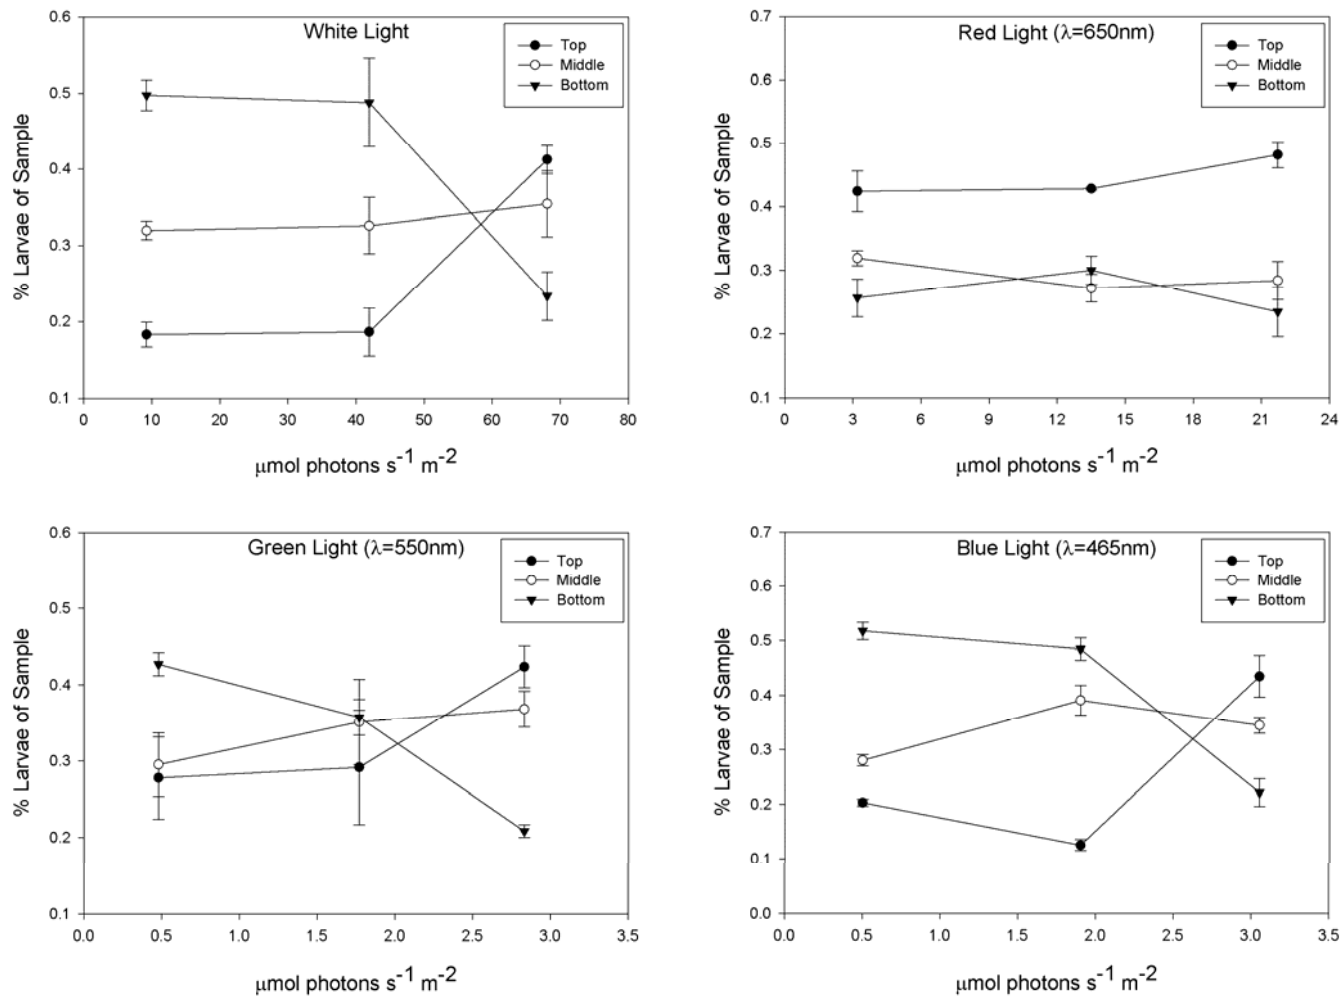 White Light
Top
Middle
Bottom
% Larvae of Sample
0.6
0.5
0.4
0.3
0.2
0.1
0 10 20 30 40 50 60 70 80
μmol photons s⁻¹ m⁻²
Red Light (λ=650nm)
Top
Middle
Bottom
% Larvae of Sample
0.7
0.6
0.5
0.4
0.3
0.2
0.1
0 3 6 9 12 15 18 21 24
μmol photons s⁻¹ m⁻²
Green Light (λ=550nm)
Top
Middle
Bottom
% Larvae of Sample
0.6
0.5
0.4
0.3
0.2
0.1
0.0 0.5 1.0 1.5 2.0 2.5 3.0 3.5
μmol photons s⁻¹ m⁻²
Blue Light (λ=465nm)
Top
Middle
Bottom
% Larvae of Sample
0.7
0.6
0.5
0.4
0.3
0.2
0.1
0.0
0.0 0.5 1.0 1.5 2.0 2.5 3.0 3.5
μmol photons s⁻¹ m⁻²